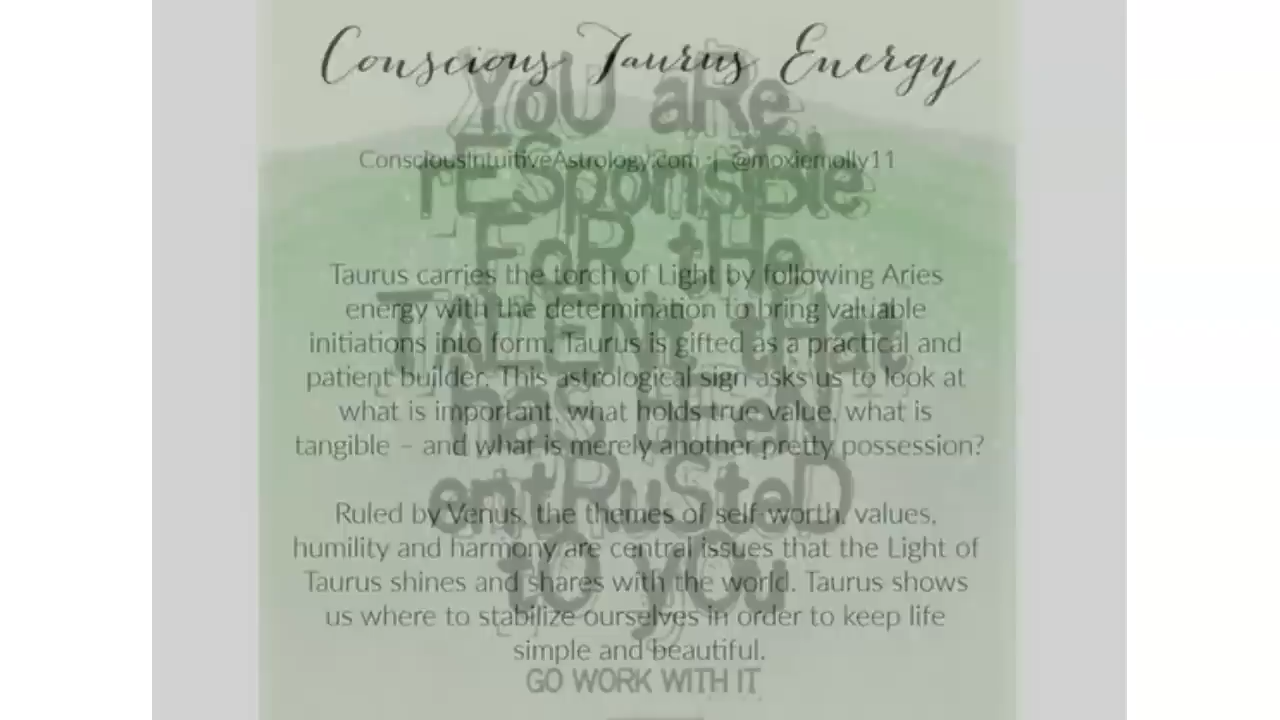 Conscious Taurus Energy
ConsciousIntuitiveAstrology.com | @moxiemolly11
Taurus carries the torch of Light by following Aries
energy with the determination to bring valuable
initiations into form. Taurus is gifted as a practical and
patient builder. This astrological sign asks us to look at
what is important, what holds true value, what is
tangible – and what is merely another pretty possession?
Ruled by Venus, the themes of self-worth, values,
humility and harmony are central issues that the Light of
Taurus shines and shares with the world. Taurus shows
us where to stabilize ourselves in order to keep life
simple and beautiful.
YoU aRe
rESponsiBle
FoR tHe
TALENt tHat
has bEeN
entRuSteD
tO yOu
GO WORK WITH IT